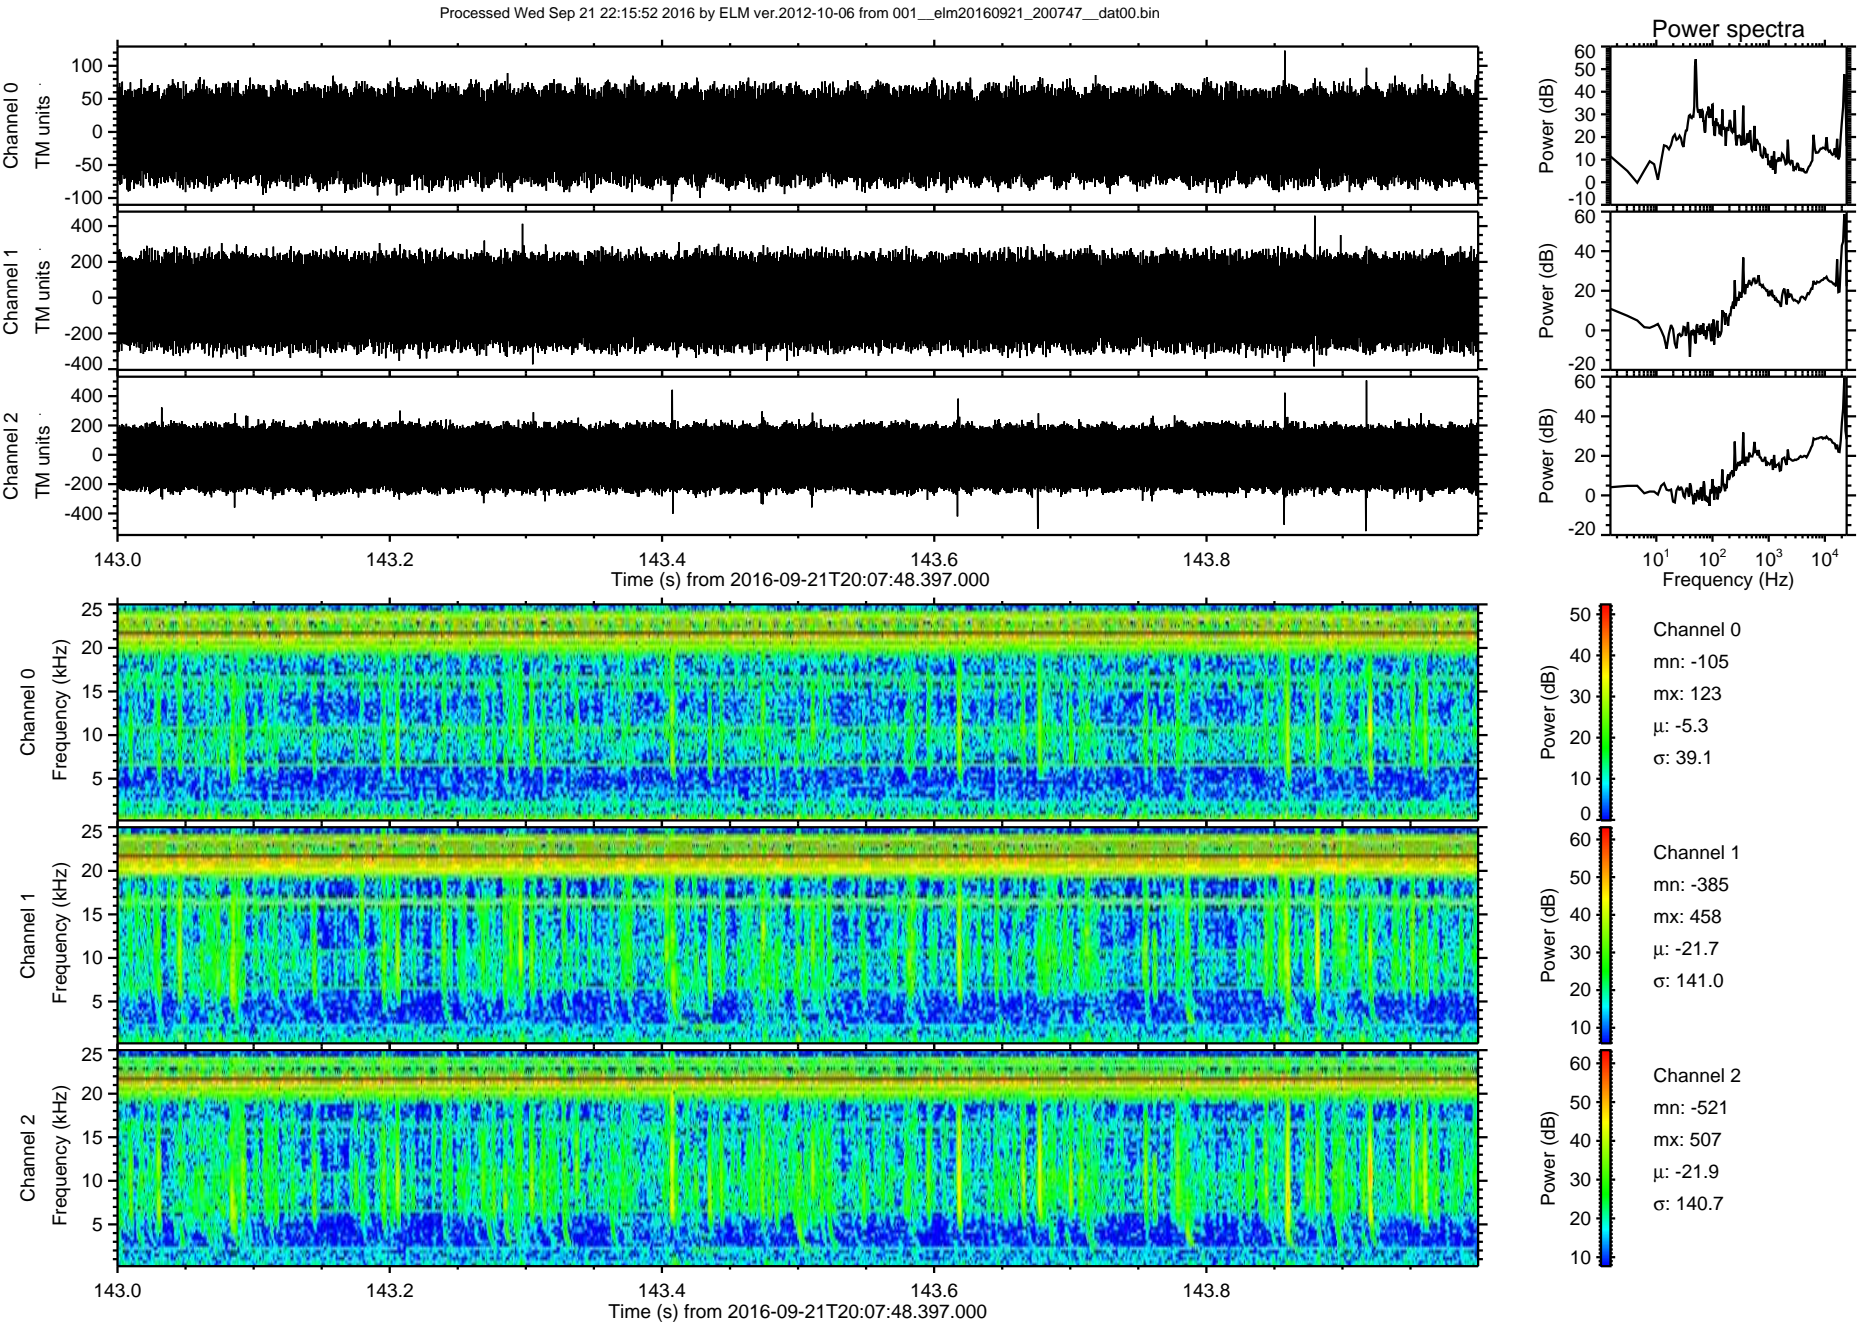 Processed Wed Sep 21 22:15:52 2016 by ELM ver.2012-10-06 from 001__elm20160921_200747__dat00.bin
Power spectra
Channel 0
TM units
100
50
0
-50
-100
Power (dB)
60
50
40
30
20
10
0
-10
Channel 1
TM units
400
200
0
-200
-400
Power (dB)
60
40
20
0
-20
Channel 2
TM units
400
200
0
-200
-400
Power (dB)
60
40
20
0
-20
143.0 143.2 143.4 143.6 143.8
Time (s) from 2016-09-21T20:07:48.397.000
10¹ 10² 10³ 10⁴
Frequency (Hz)
Channel 0
Frequency (kHz)
25
20
15
10
5
Power (dB)
50
40
30
20
10
0
Channel 0
mn: -105
mx: 123
μ: -5.3
σ: 39.1
Channel 1
Frequency (kHz)
25
20
15
10
5
Power (dB)
60
50
40
30
20
10
Channel 1
mn: -385
mx: 458
μ: -21.7
σ: 141.0
Channel 2
Frequency (kHz)
25
20
15
10
5
Power (dB)
60
50
40
30
20
10
Channel 2
mn: -521
mx: 507
μ: -21.9
σ: 140.7
143.0 143.2 143.4 143.6 143.8
Time (s) from 2016-09-21T20:07:48.397.000